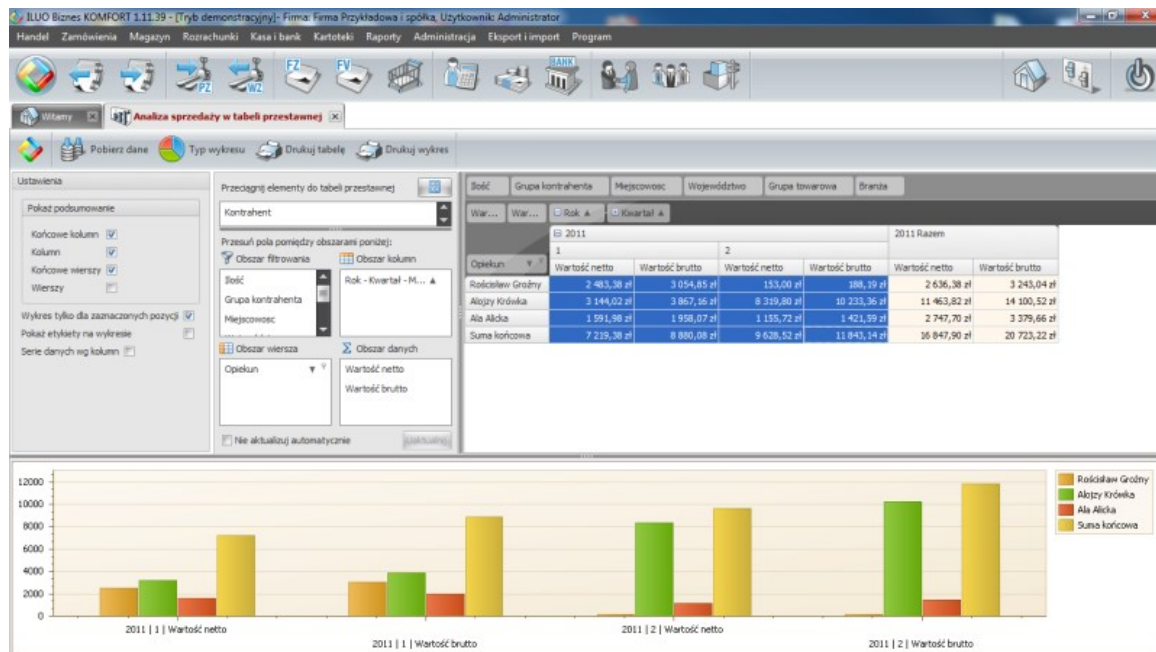 ILUO Biznes KOMFORT 1.11.39 - [Tryb demonstracyjny]- Firma: Firma Przykładowa i spółka, Użytkownik: Administrator
Handel Zamówienia Magazyn Rozrachunki Kasa i bank Kartoteki Raporty Administracja Eksport i import Program
PZ WZ FZ FV BANK
Witamy Analiza sprzedaży w tabeli przestawnej
Pobierz dane Typ wykresu Drukuj tabelę Drukuj wykres
Ustawienia
Pokaż podsumowanie
Końcowe kolumn
Kolumn
Końcowe wierszy
Wierszy
Wykres tylko dla zaznaczonych pozycji
Pokaż etykiety na wykresie
Serie danych wg kolumn
Przeciągnij elementy do tabeli przestawnej
Kontrahent
Przesuń pola pomiędzy obszarami poniżej:
Obszar filtrowania Obszar kolumn
Ilość
Grupa kontrahenta
Miejscowosc
Rok - Kwartał - M...
Obszar wiersza Obszar danych
Opiekun
Wartość netto
Wartość brutto
Nie aktualizuj automatycznie
Ilość Grupa kontrahenta Miejscowosc Województwo Grupa towarowa Branża
War... War... Rok Kwartał
2011 2011 Razem
1 2
Opiekun Wartość netto Wartość brutto Wartość netto Wartość brutto Wartość netto Wartość brutto
Rościsław Groźny 2 483,38 zł 3 054,85 zł 153,00 zł 188,19 zł 2 636,38 zł 3 243,04 zł
Alojzy Krówka 3 144,02 zł 3 867,16 zł 8 319,80 zł 10 233,36 zł 11 463,82 zł 14 100,52 zł
Ala Alicka 1 591,98 zł 1 958,07 zł 1 155,72 zł 1 421,59 zł 2 747,70 zł 3 379,66 zł
Suma końcowa 7 219,38 zł 8 880,08 zł 9 628,52 zł 11 843,14 zł 16 847,90 zł 20 723,22 zł
12000
10000
8000
6000
4000
2000
0
2011 | 1 | Wartość netto
2011 | 1 | Wartość brutto
2011 | 2 | Wartość netto
2011 | 2 | Wartość brutto
Rościsław Groźny
Alojzy Krówka
Ala Alicka
Suma końcowa